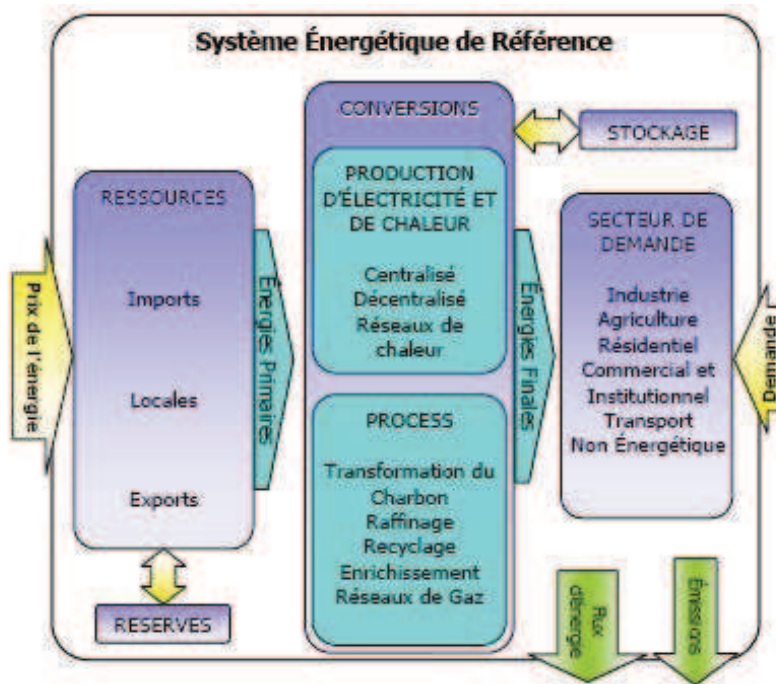 Système Énergétique de Référence
Prix de l'énergie
RESSOURCES
Imports
Locales
Exports
RESERVES
Énergies Primaires
CONVERSIONS
PRODUCTION
D'ÉLECTRICITÉ ET
DE CHALEUR
Centralisé
Décentralisé
Réseaux de
chaleur
PROCESS
Transformation du
Charbon
Raffinage
Recyclage
Enrichissement
Réseaux de Gaz
Énergies Finales
STOCKAGE
SECTEUR DE
DEMANDE
Industrie
Agriculture
Résidentiel
Commercial et
Institutionnel
Transport
Non Énergétique
Demande
Flux
d'énergie
Émissions